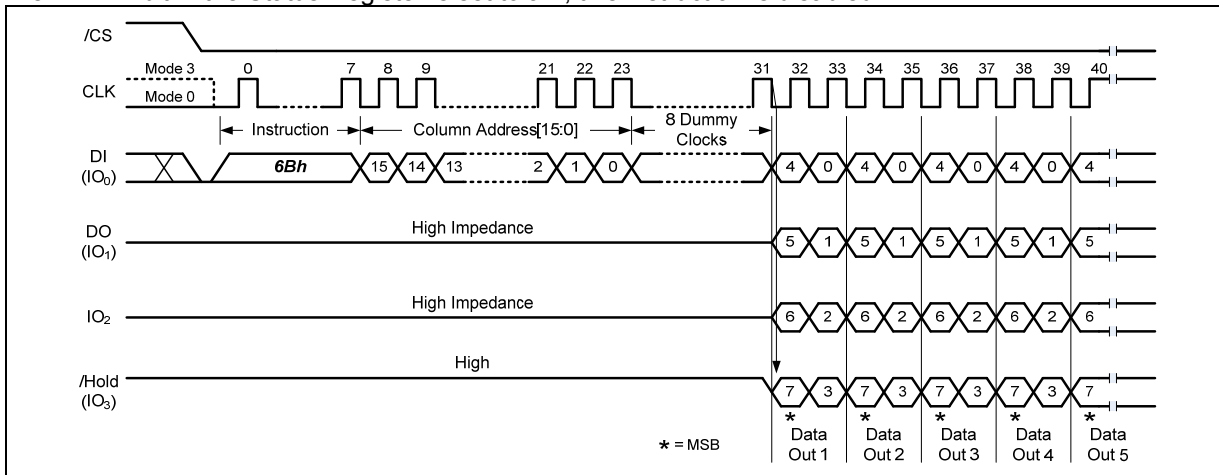 /CS
Mode 3 0 7 8 9 21 22 23 31 32 33 34 35 36 37 38 39 40
CLK
Mode 0
Instruction Column Address[15:0] 8 Dummy
Clocks
DI
(IO0) 6Bh 15 14 13 2 1 0 4 0 4 0 4 0 4 0 4
High Impedance
DO
(IO1) 5 1 5 1 5 1 5 1 5
High Impedance
IO2 6 2 6 2 6 2 6 2 6
High
/Hold
(IO3) 7 3 7 3 7 3 7 3 7
* * * * *
* = MSB
Data Data Data Data Data
Out 1 Out 2 Out 3 Out 4 Out 5